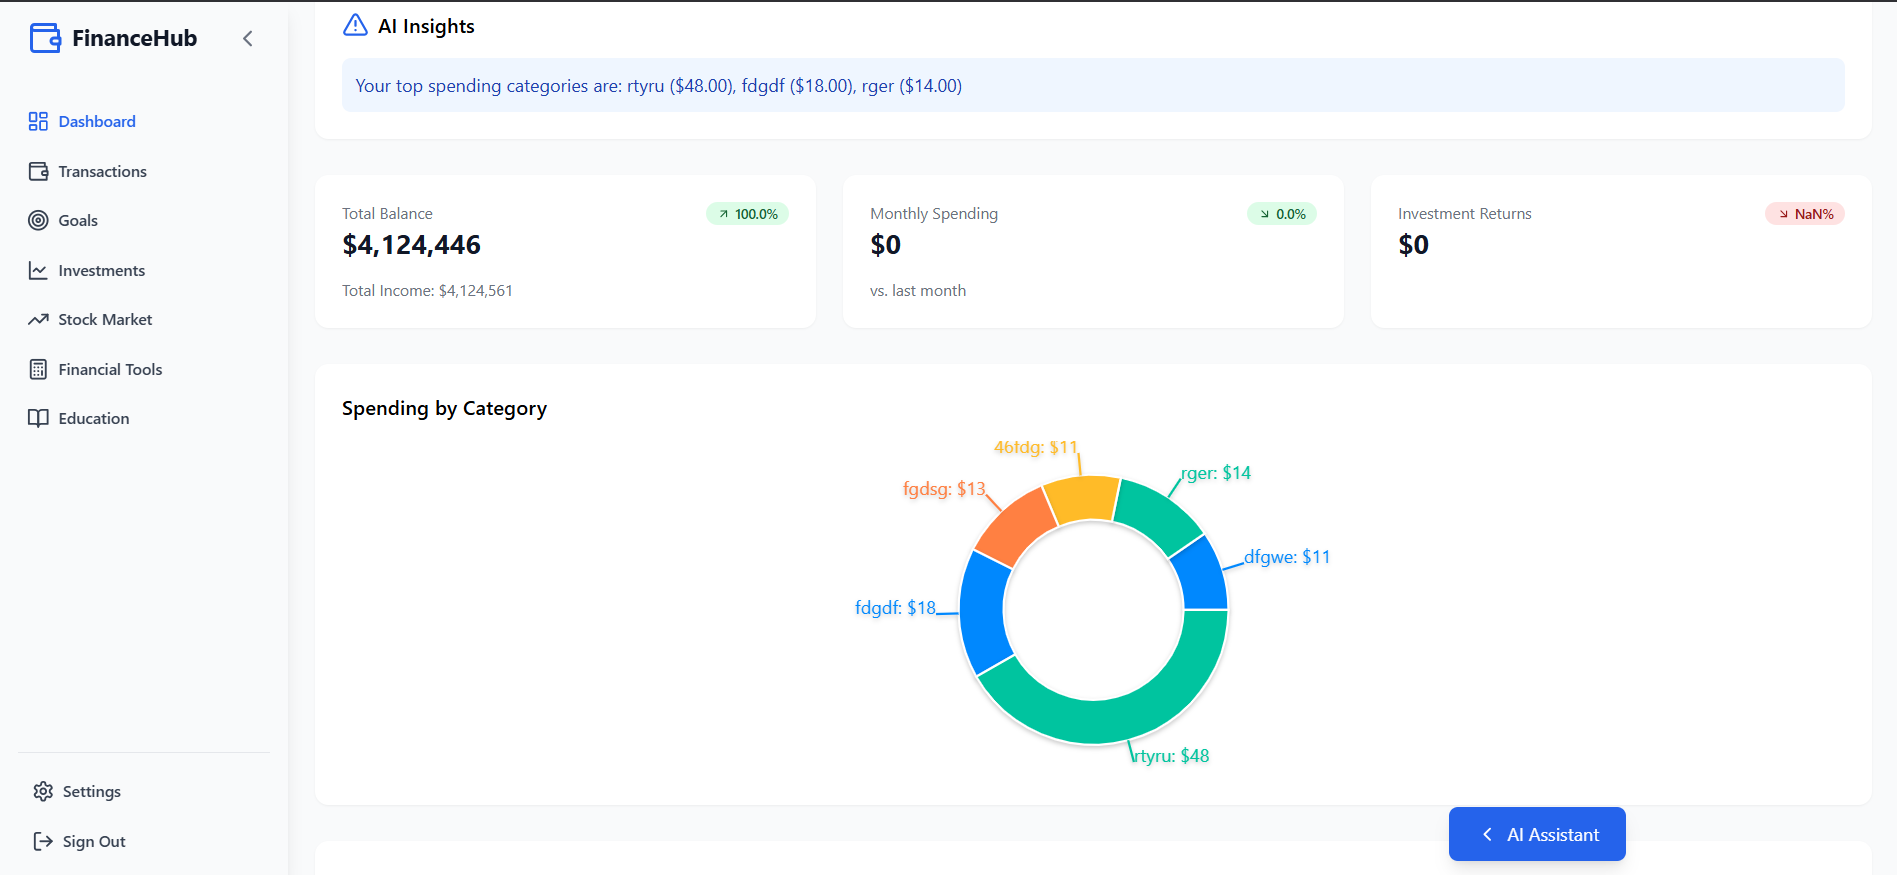 FinanceHub
Dashboard
Transactions
Goals
Investments
Stock Market
Financial Tools
Education
Settings
Sign Out
AI Insights
Your top spending categories are: rtyru ($48.00), fdgdf ($18.00), rger ($14.00)
Total Balance
100.0%
$4,124,446
Total Income: $4,124,561
Monthly Spending
0.0%
$0
vs. last month
Investment Returns
NaN%
$0
Spending by Category
46tdg: $11
rger: $14
fgdsg: $13
dfgwe: $11
fdgdf: $18
rtyru: $48
AI Assistant